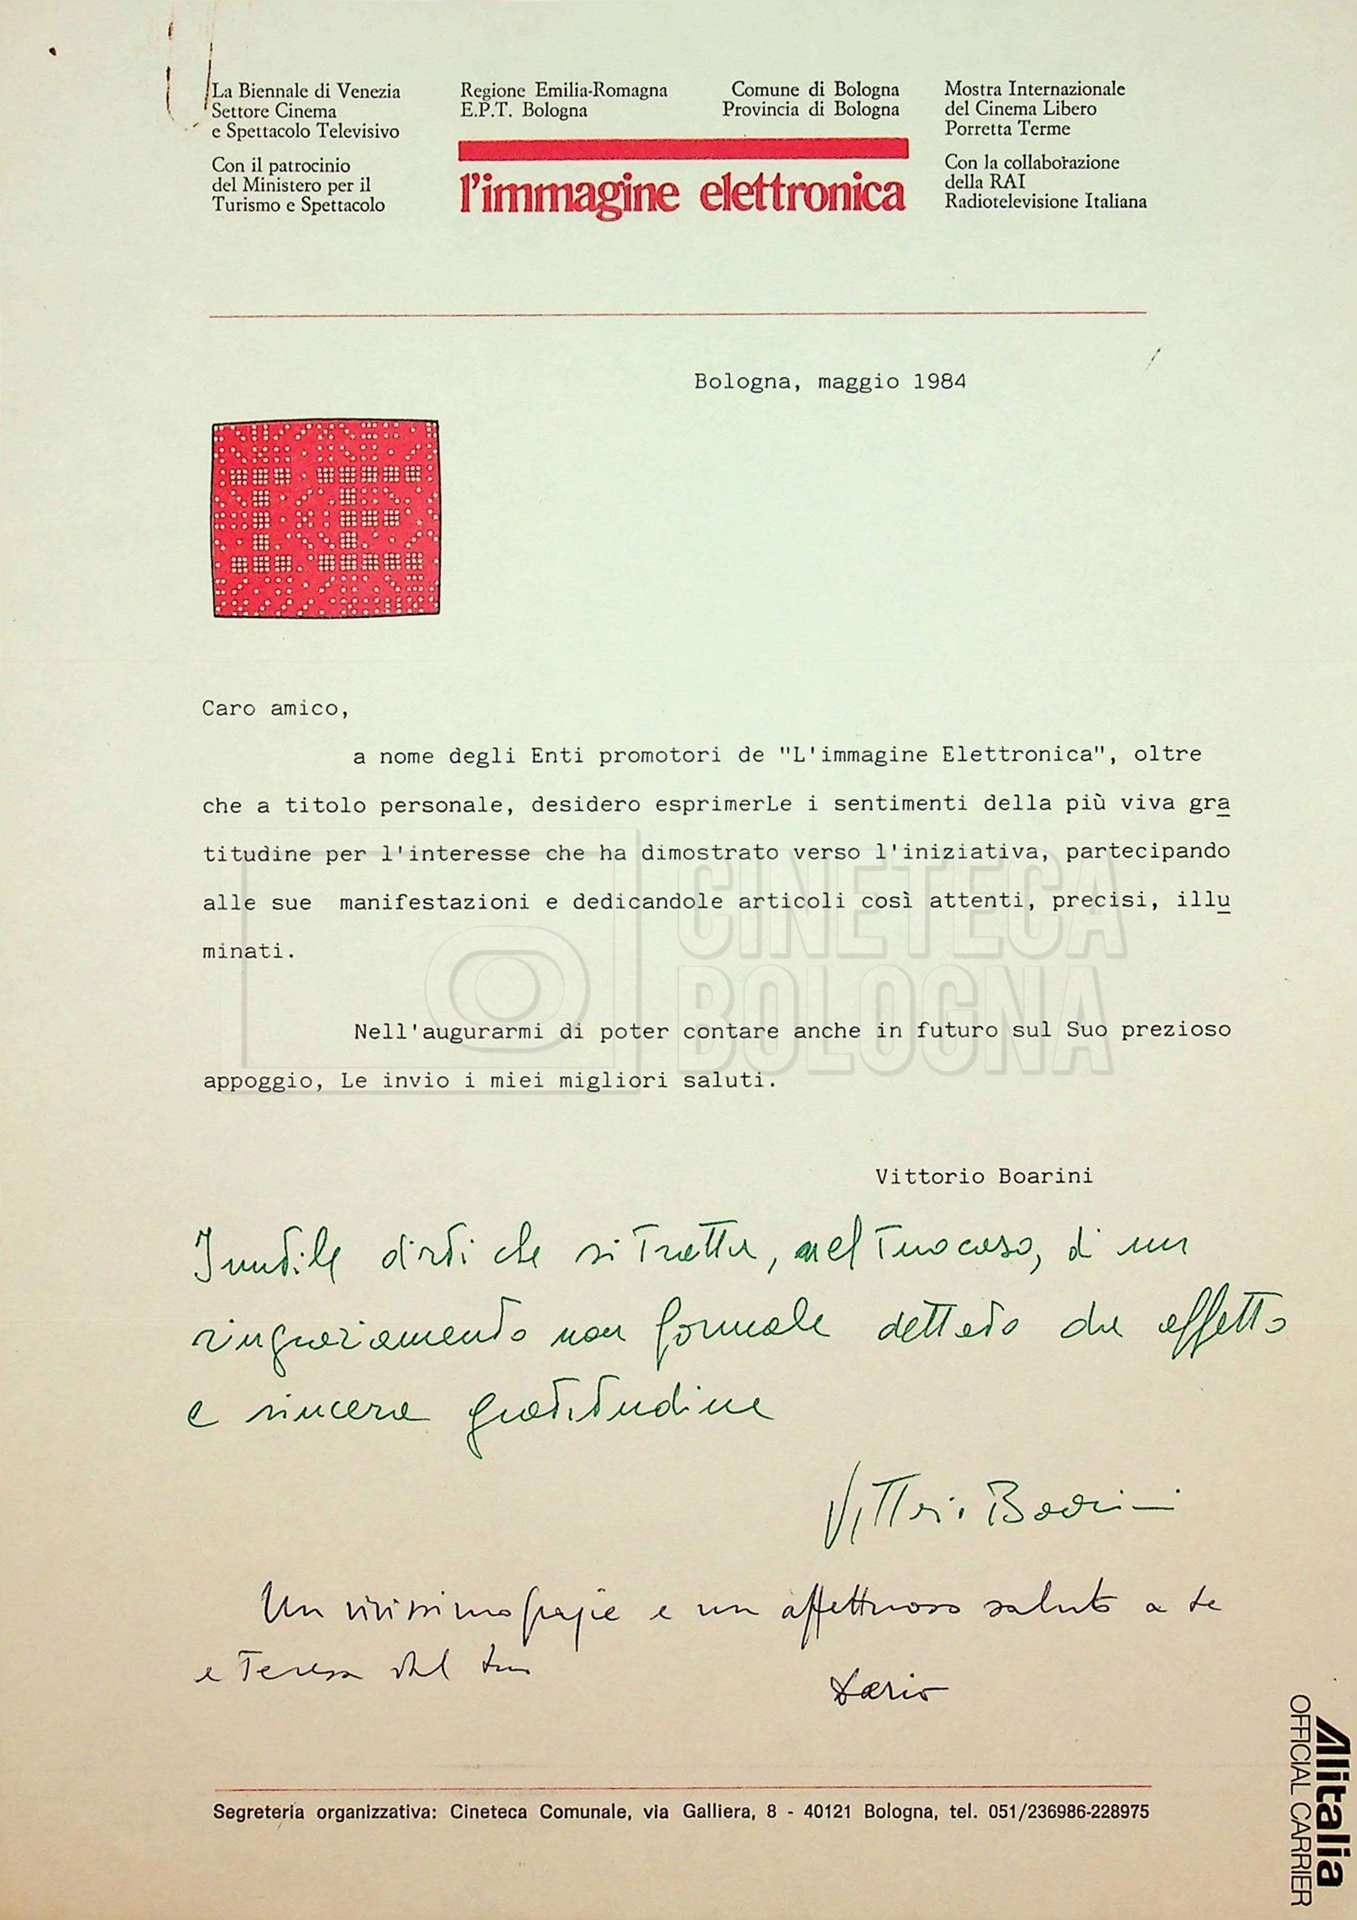 La Biennale di Venezia
Settore Cinema
e Spettacolo Televisivo
Con il patrocinio
del Ministero per il
Turismo e Spettacolo
Regione Emilia-Romagna
E.P.T. Bologna
Comune di Bologna
Provincia di Bologna
l'immagine elettronica
Mostra Internazionale
del Cinema Libero
Porretta Terme
Con la collaborazione
della RAI
Radiotelevisione Italiana
Bologna, maggio 1984
IE
Caro amico,
a nome degli Enti promotori de "L'immagine Elettronica", oltre
che a titolo personale, desidero esprimerLe i sentimenti della più viva gra
titudine per l'interesse che ha dimostrato verso l'iniziativa, partecipando
alle sue manifestazioni e dedicandole articoli così attenti, precisi, illu
minati.
CINETECA
BOLOGNA
Nell'augurarmi di poter contare anche in futuro sul Suo prezioso
appoggio, Le invio i miei migliori saluti.
Vittorio Boarini
Inutile dirti che si tratta, nel tuo caso, di un
ringraziamento non formale dettato da affetto
e sincera gratitudine
Vittorio Boarini
Un vivissimo grazie e un affettuoso saluto a te
e Teresa dal tuo
Dario
Segreteria organizzativa: Cineteca Comunale, via Galliera, 8 - 40121 Bologna, tel. 051/236986-228975
Alitalia
OFFICIAL CARRIER